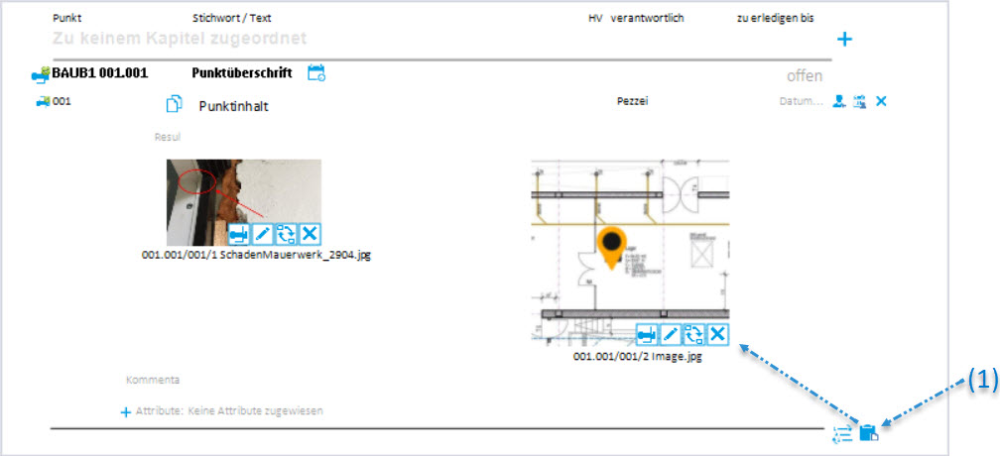 Punkt Stichwort / Text HV verantwortlich zu erledigen bis
Zu keinem Kapitel zugeordnet
BAUB1 001.001 Punktüberschrift offen
001 Punktinhalt Pezzei Datum...
Resul
001.001/001/1 SchadenMauerwerk_2904.jpg
001.001/001/2 Image.jpg
Kommenta
Attribute: Keine Attribute zugewiesen
(1)